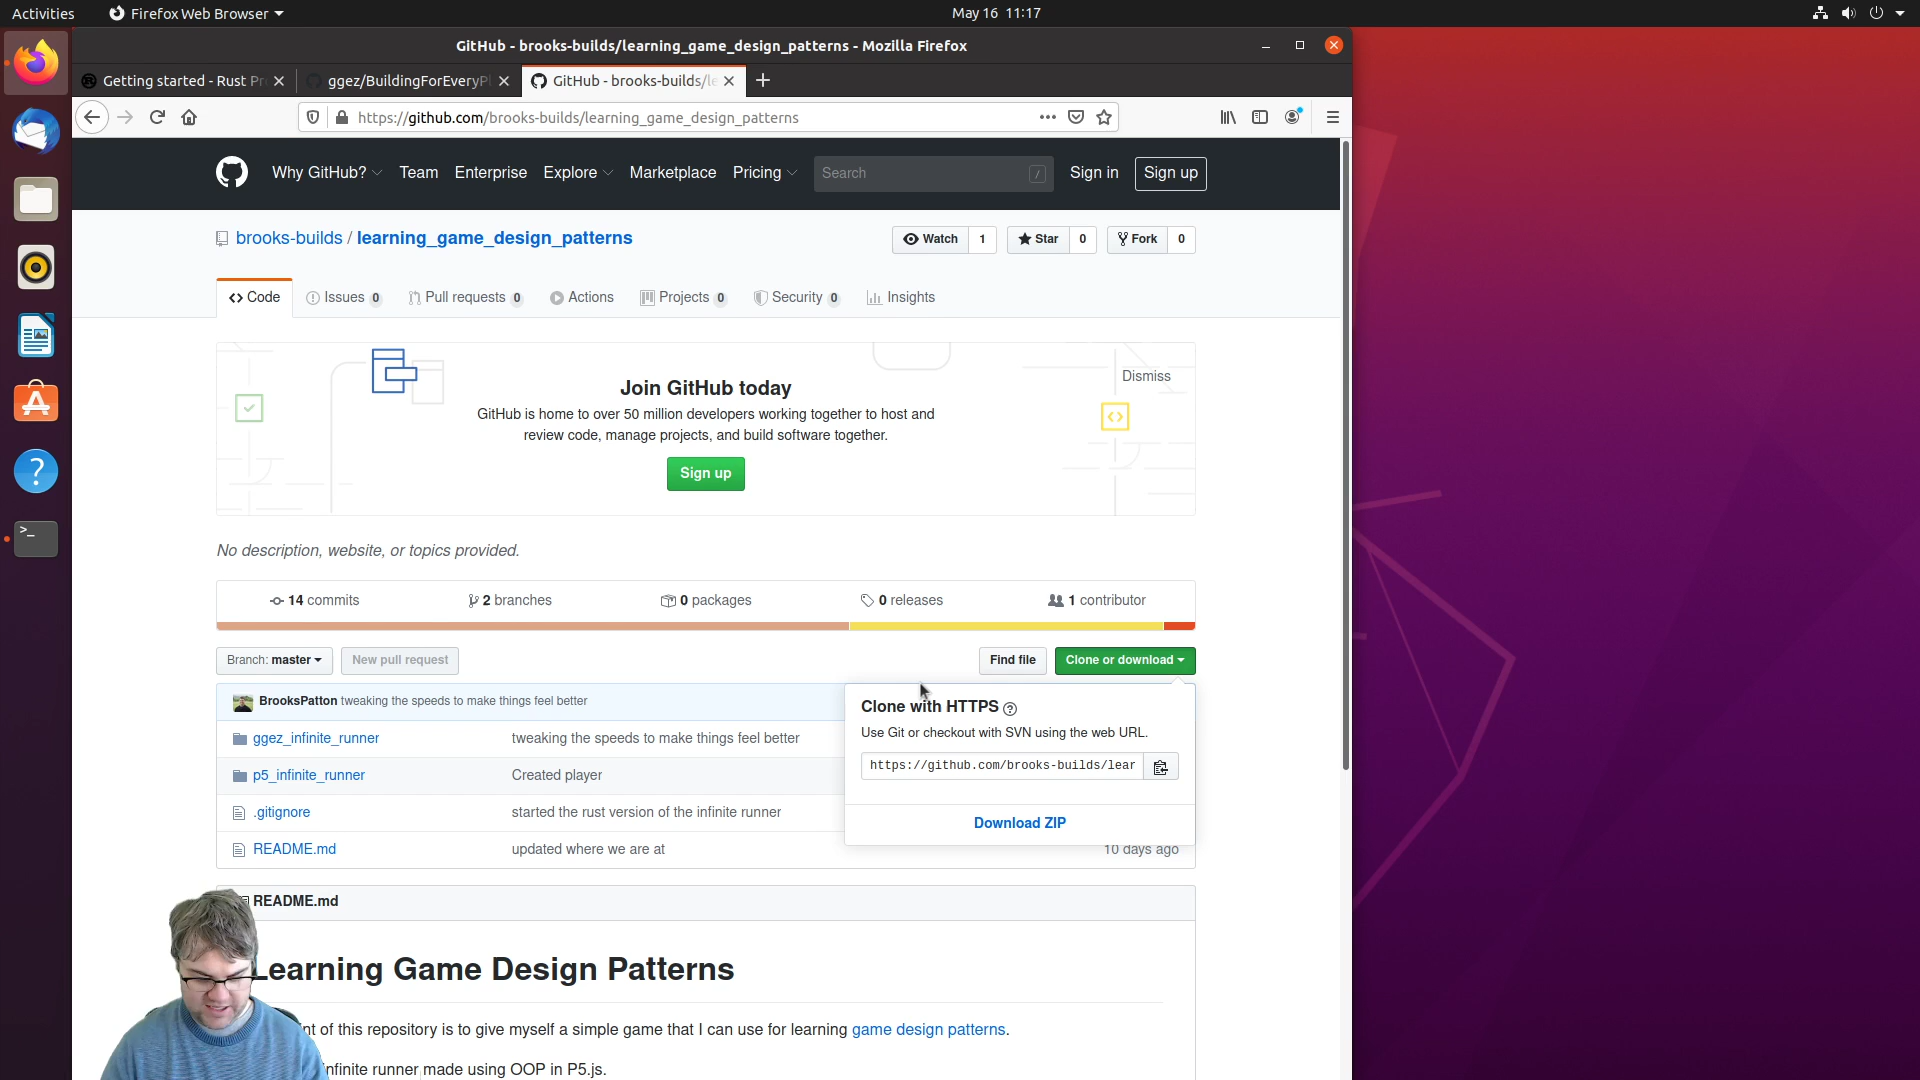 Activities
Firefox Web Browser
May 16 11:17
GitHub - brooks-builds/learning_game_design_patterns - Mozilla Firefox
Getting started - Rust Pr
ggez/BuildingForEveryPl
GitHub - brooks-builds/le
https://github.com/brooks-builds/learning_game_design_patterns
Why GitHub?
Team
Enterprise
Explore
Marketplace
Pricing
Search
/
Sign in
Sign up
brooks-builds / learning_game_design_patterns
Watch 1
Star 0
Fork 0
Code
Issues 0
Pull requests 0
Actions
Projects 0
Security 0
Insights
Join GitHub today
Dismiss
GitHub is home to over 50 million developers working together to host and
review code, manage projects, and build software together.
Sign up
No description, website, or topics provided.
14 commits
2 branches
0 packages
0 releases
1 contributor
Branch: master
New pull request
Find file
Clone or download
BrooksPatton tweaking the speeds to make things feel better
Clone with HTTPS
Use Git or checkout with SVN using the web URL.
https://github.com/brooks-builds/lear
Download ZIP
ggez_infinite_runner
tweaking the speeds to make things feel better
p5_infinite_runner
Created player
.gitignore
started the rust version of the infinite runner
README.md
updated where we are at
10 days ago
README.md
Learning Game Design Patterns
nt of this repository is to give myself a simple game that I can use for learning game design patterns.
infinite runner made using OOP in P5.js.